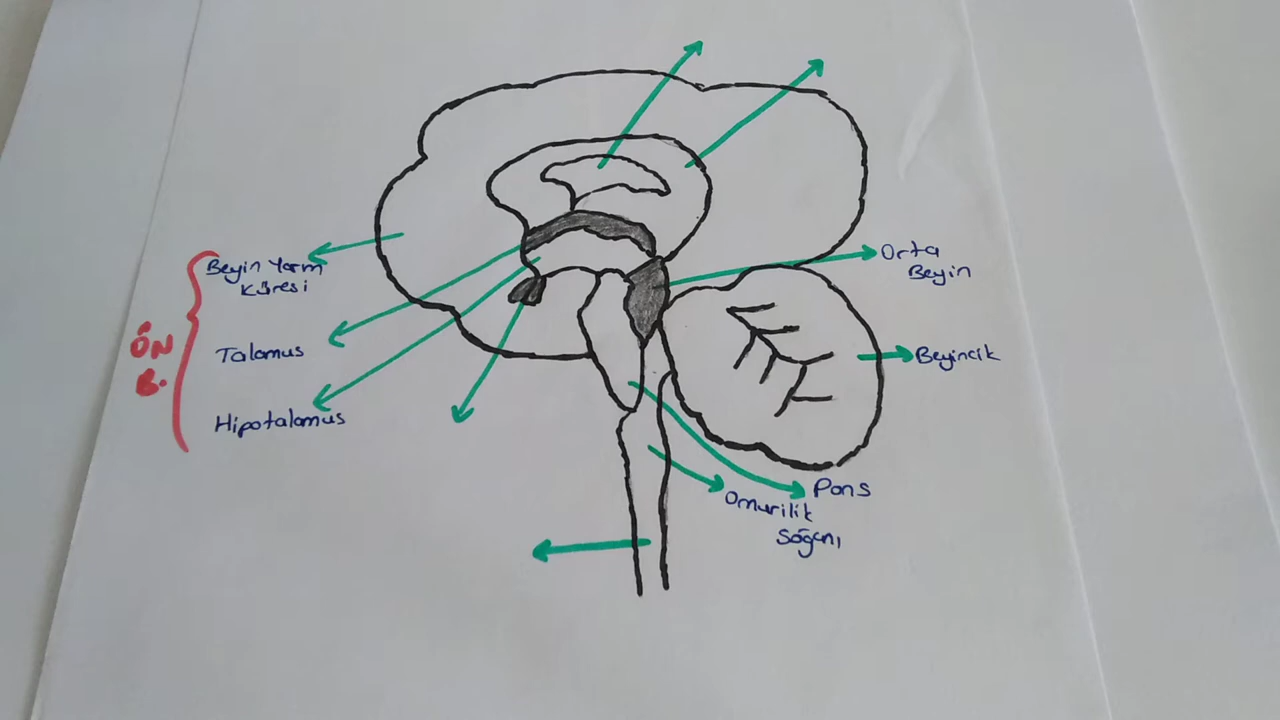 Beyin Yarım
Küresi
Talamus
Hipotalamus
ÖN
B.
Orta
Beyin
Beyincik
Pons
Omurilik
Soğanı